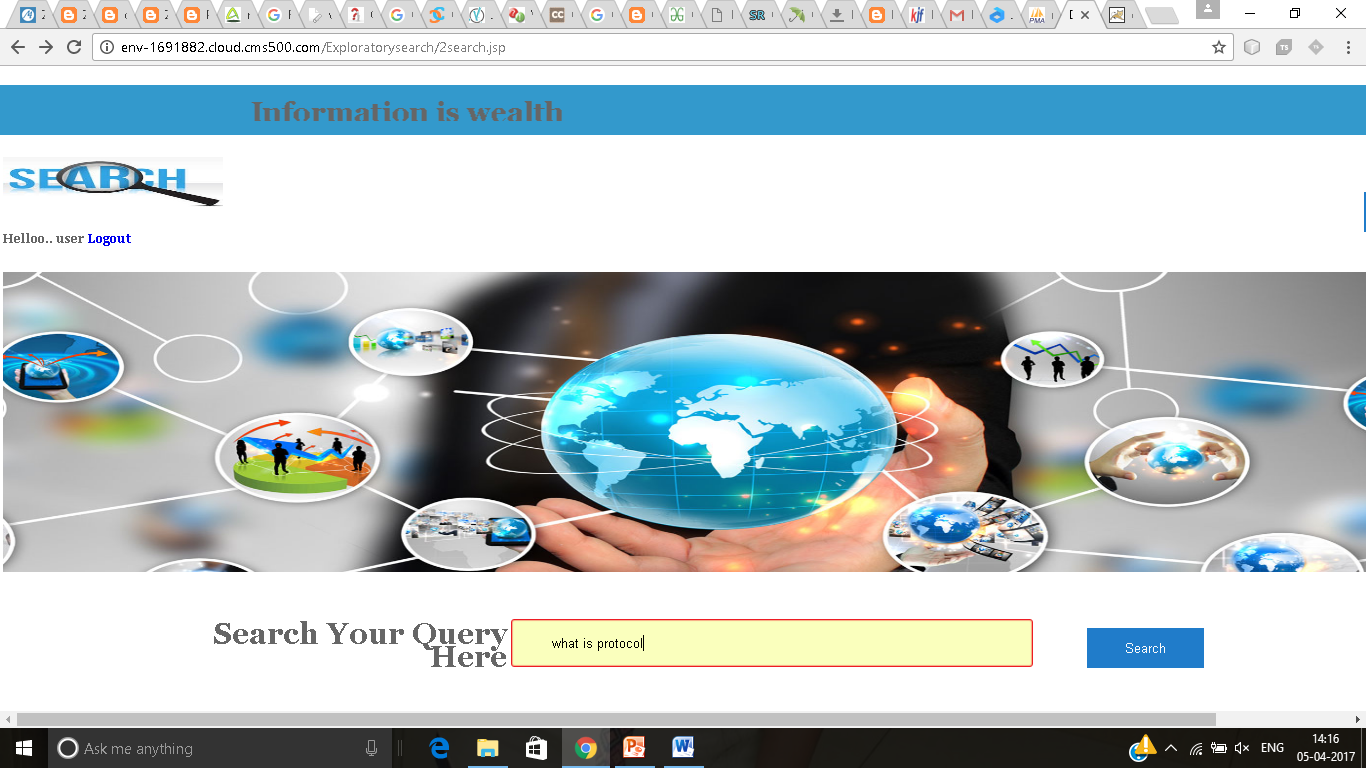 env-1691882.cloud.cms500.com/Exploratorysearch/2search.jsp
Information is wealth
SEARCH
Helloo.. user Logout
Search Your Query
Here
what is protocol
Search
Ask me anything
ENG
14:16
05-04-2017